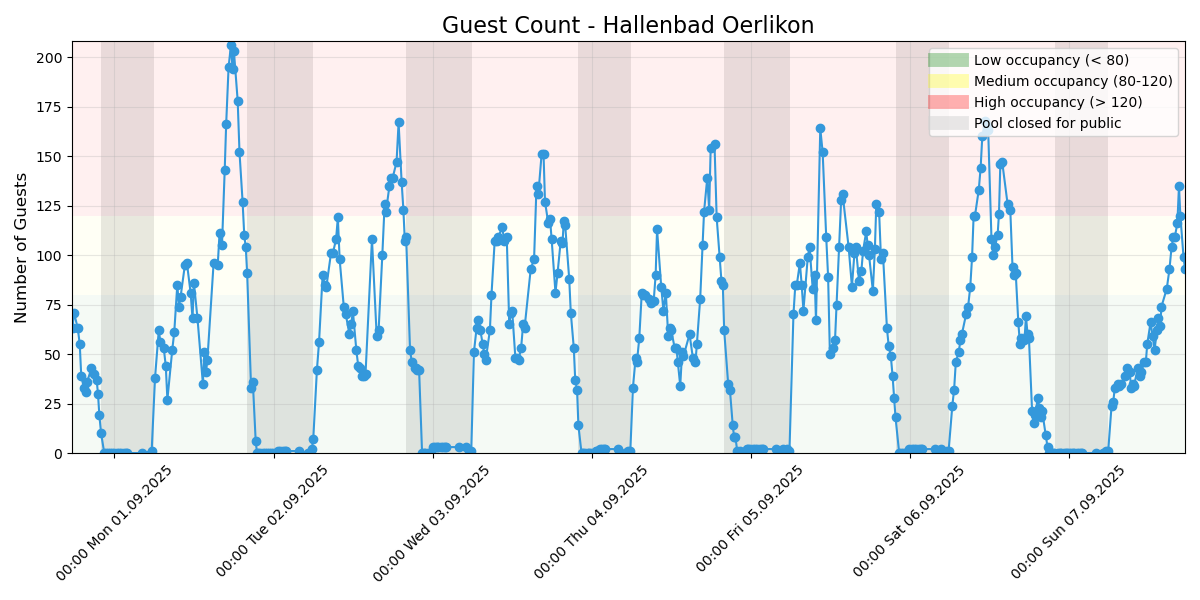 Guest Count - Hallenbad Oerlikon
Number of Guests
200
175
150
125
100
75
50
25
0
Low occupancy (< 80)
Medium occupancy (80-120)
High occupancy (> 120)
Pool closed for public
00:00 Mon 01.09.2025
00:00 Tue 02.09.2025
00:00 Wed 03.09.2025
00:00 Thu 04.09.2025
00:00 Fri 05.09.2025
00:00 Sat 06.09.2025
00:00 Sun 07.09.2025